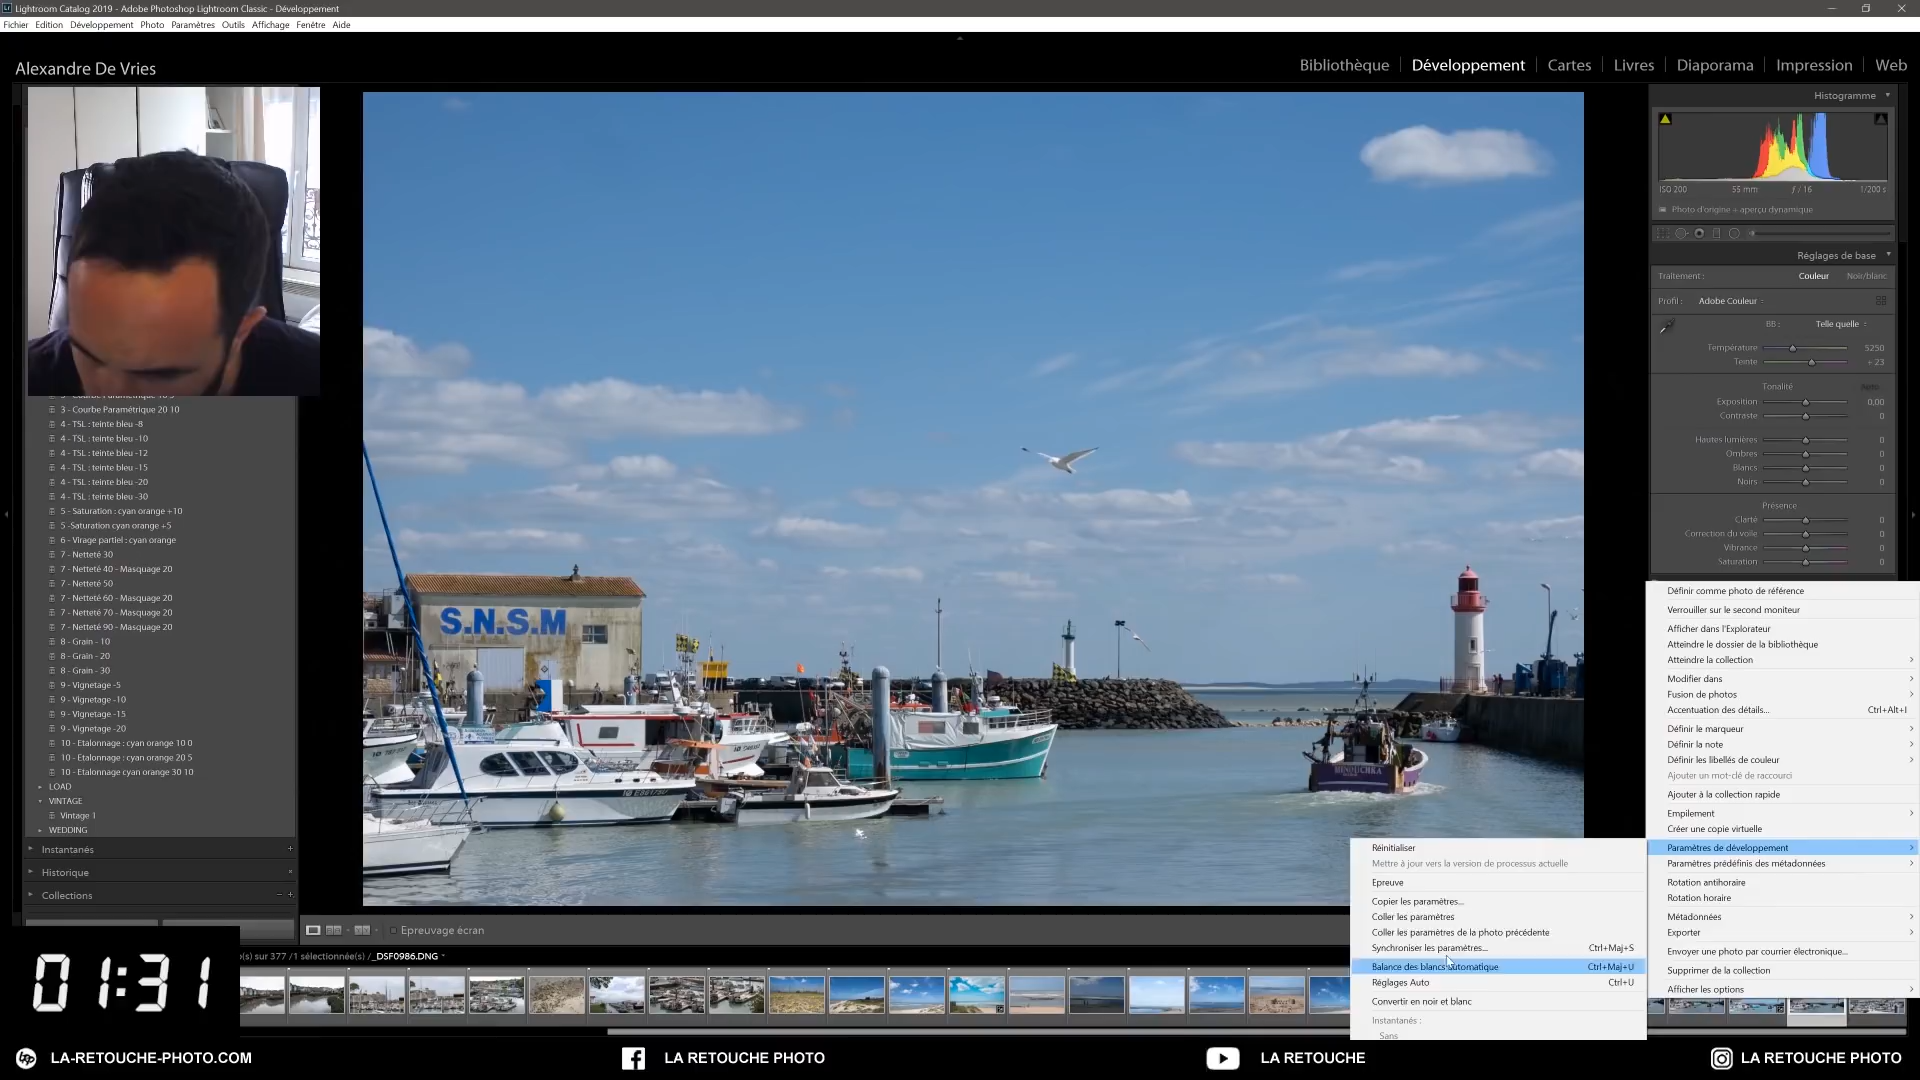 Lightroom Catalog 2019 - Adobe Photoshop Lightroom Classic - Développement
Fichier Edition Développement Photo Paramètres Outils Affichage Fenêtre Aide
Alexandre De Vries
Bibliothèque Développement Cartes Livres Diaporama Impression Web
3 - Courbe Paramétrique 20 10
4 - TSL : teinte bleu -8
4 - TSL : teinte bleu -10
4 - TSL : teinte bleu -12
4 - TSL : teinte bleu -15
4 - TSL : teinte bleu -20
4 - TSL : teinte bleu -30
5 - Saturation : cyan orange +10
5 -Saturation cyan orange +5
6 - Virage partiel : cyan orange
7 - Netteté 30
7 - Netteté 40 - Masquage 20
7 - Netteté 50
7 - Netteté 60 - Masquage 20
7 - Netteté 70 - Masquage 20
7 - Netteté 90 - Masquage 20
8 - Grain - 10
8 - Grain - 20
8 - Grain - 30
9 - Vignetage -5
9 - Vignetage -10
9 - Vignetage -15
9 - Vignetage -20
10 - Etalonnage : cyan orange 10 0
10 - Etalonnage : cyan orange 20 5
10 - Etalonnage cyan orange 30 10
LOAD
VINTAGE
Vintage 1
WEDDING
Instantanés
Historique
Collections
S.N.S.M
Histogramme
ISO 200 55 mm f / 16 1/200 s
Photo d'origine + aperçu dynamique
Réglages de base
Traitement : Couleur Noir/blanc
Profil : Adobe Couleur
BB : Telle quelle
Température 5250
Teinte + 23
Tonalité Auto
Exposition 0,00
Contraste 0
Hautes lumières 0
Ombres 0
Blancs 0
Noirs 0
Présence
Clarté 0
Correction du voile 0
Vibrance 0
Saturation 0
Définir comme photo de référence
Verrouiller sur le second moniteur
Afficher dans l'Explorateur
Atteindre le dossier de la bibliothèque
Atteindre la collection
Modifier dans
Fusion de photos
Accentuation des détails... Ctrl+Alt+I
Définir le marqueur
Définir la note
Définir les libellés de couleur
Ajouter un mot-clé de raccourci
Ajouter à la collection rapide
Empilement
Créer une copie virtuelle
Paramètres de développement
Paramètres prédéfinis des métadonnées
Rotation antihoraire
Rotation horaire
Métadonnées
Exporter
Envoyer une photo par courrier électronique...
Supprimer de la collection
Afficher les options
Réinitialiser
Mettre à jour vers la version de processus actuelle
Epreuve
Copier les paramètres...
Coller les paramètres
Coller les paramètres de la photo précédente
Synchroniser les paramètres... Ctrl+Maj+S
Balance des blancs automatique Ctrl+Maj+U
Réglages Auto Ctrl+U
Convertir en noir et blanc
Instantanés :
Sans
Epreuvage écran
sur 377 /1 sélectionnée(s) /_DSF0986.DNG
01:31
LA-RETOUCHE-PHOTO.COM
LA RETOUCHE PHOTO
LA RETOUCHE
LA RETOUCHE PHOTO